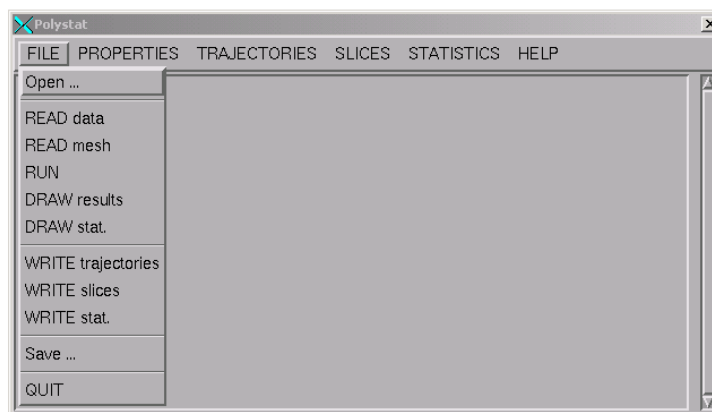 Polystat
FILE PROPERTIES TRAJECTORIES SLICES STATISTICS HELP
Open ...
READ data
READ mesh
RUN
DRAW results
DRAW stat.
WRITE trajectories
WRITE slices
WRITE stat.
Save ...
QUIT